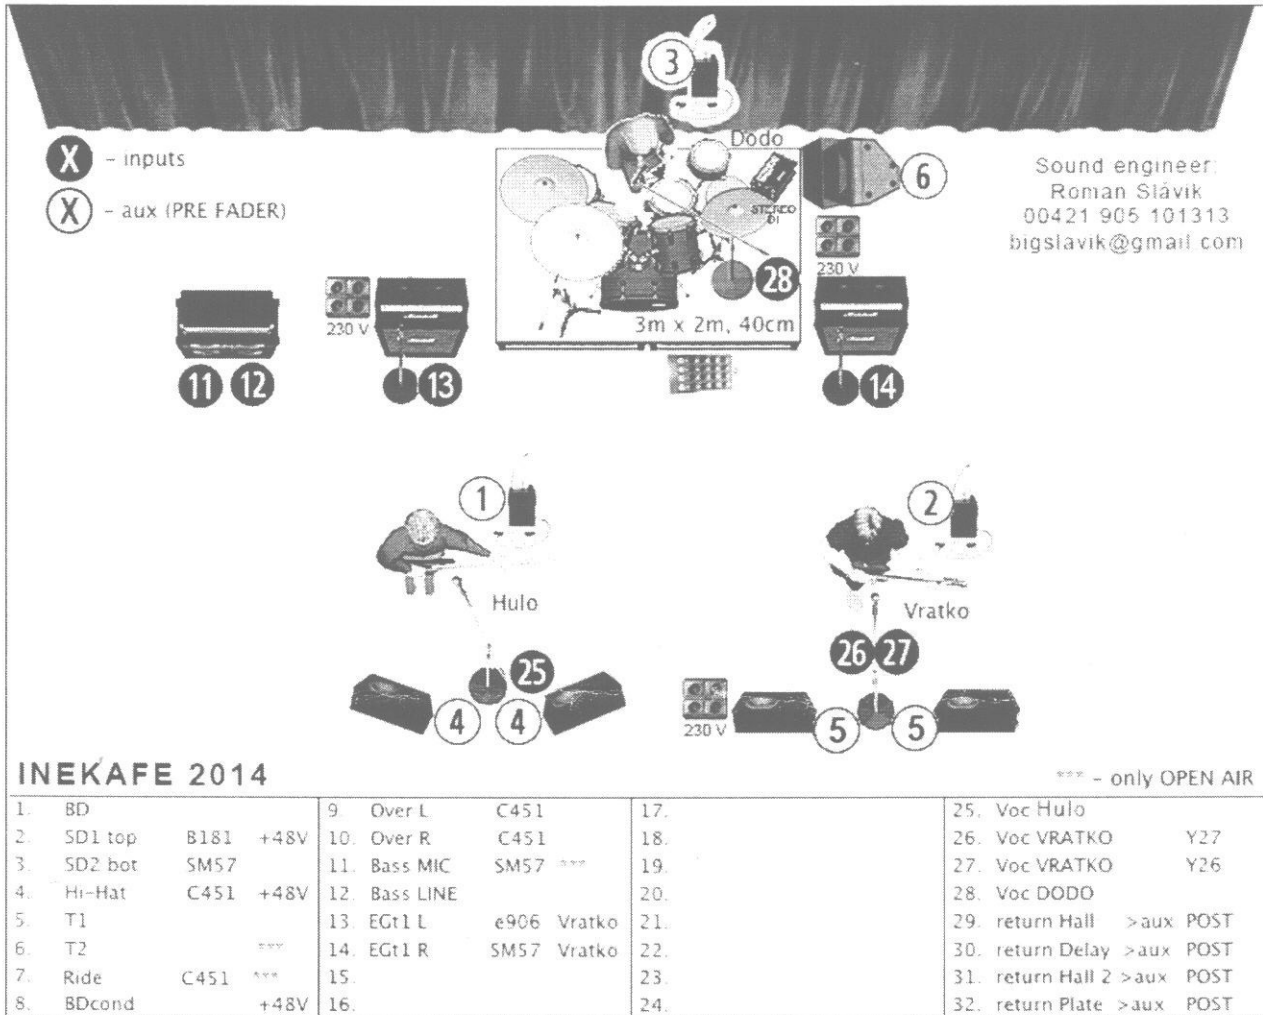 3
Dodo
X – inputs
X – aux (PRE FADER)
6
Sound engineer:
Roman Slávik
00421 905 101313
bigslavik@gmail.com
STEREO
DI
28
230 V
230 V
3m x 2m, 40cm
Marshall
Marshall
Marshall
11 12 13 14
1
2
Hulo
Vratko
25
26 27
4 4
230 V
5 5
INEKAFE 2014
*** – only OPEN AIR
1. BD
2. SD1 top B181 +48V
3. SD2 bot SM57
4. Hi-Hat C451 +48V
5. T1
6. T2 ***
7. Ride C451 ***
8. BDcond +48V
9. Over L C451
10. Over R C451
11. Bass MIC SM57 ***
12. Bass LINE
13. EGt1 L e906 Vratko
14. EGt1 R SM57 Vratko
15.
16.
17.
18.
19.
20.
21.
22.
23.
24.
25. Voc Hulo
26. Voc VRATKO Y27
27. Voc VRATKO Y26
28. Voc DODO
29. return Hall >aux POST
30. return Delay >aux POST
31. return Hall 2 >aux POST
32. return Plate >aux POST